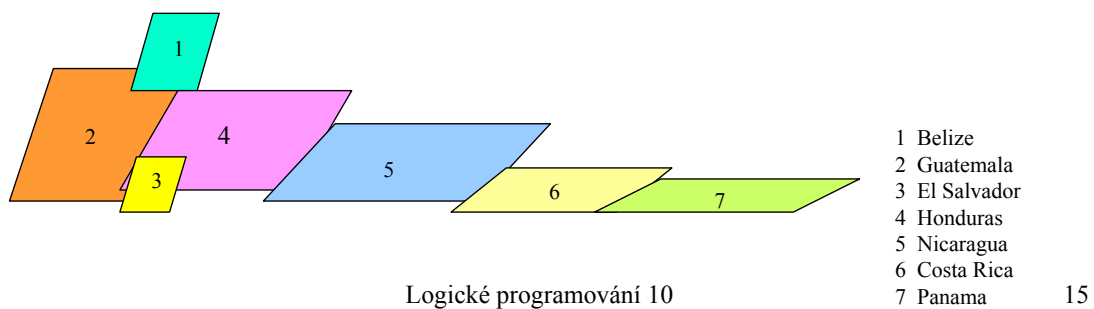 1
2
4
3
5
6
7
1 Belize
2 Guatemala
3 El Salvador
4 Honduras
5 Nicaragua
6 Costa Rica
7 Panama
Logické programování 10
15